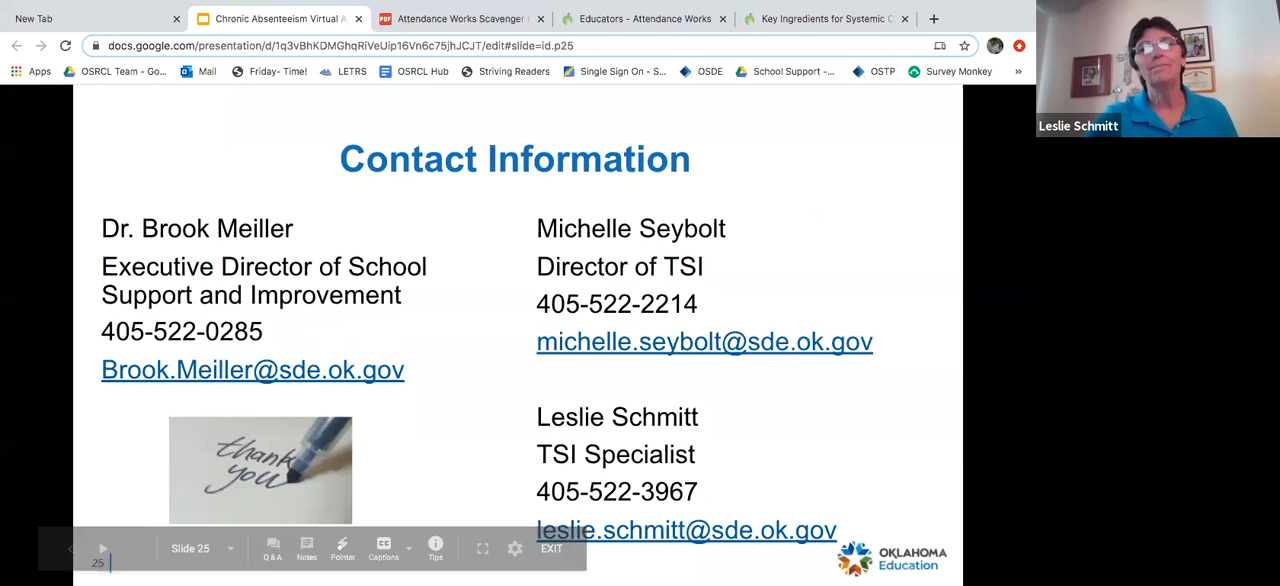 New Tab
Chronic Absenteeism Virtual A
PDF
Attendance Works Scavenger
Educators - Attendance Works
Key Ingredients for Systemic C
docs.google.com/presentation/d/1q3vBhKDMGhqRiVeUip16Vn6c75jhJCJT/edit#slide=id.p25
Apps
OSRCL Team - Go...
Mail
Friday- Time!
LETRS
OSRCL Hub
Striving Readers
Single Sign On - S...
OSDE
School Support -...
OSTP
Survey Monkey
»
Leslie Schmitt
Contact Information
Dr. Brook Meiller
Executive Director of School
Support and Improvement
405-522-0285
Brook.Meiller@sde.ok.gov
thank
you
Michelle Seybolt
Director of TSI
405-522-2214
michelle.seybolt@sde.ok.gov
Leslie Schmitt
TSI Specialist
405-522-3967
leslie.schmitt@sde.ok.gov
Slide 25
Q & A
Notes
Pointer
Captions
Tips
EXIT
25
OKLAHOMA
Education